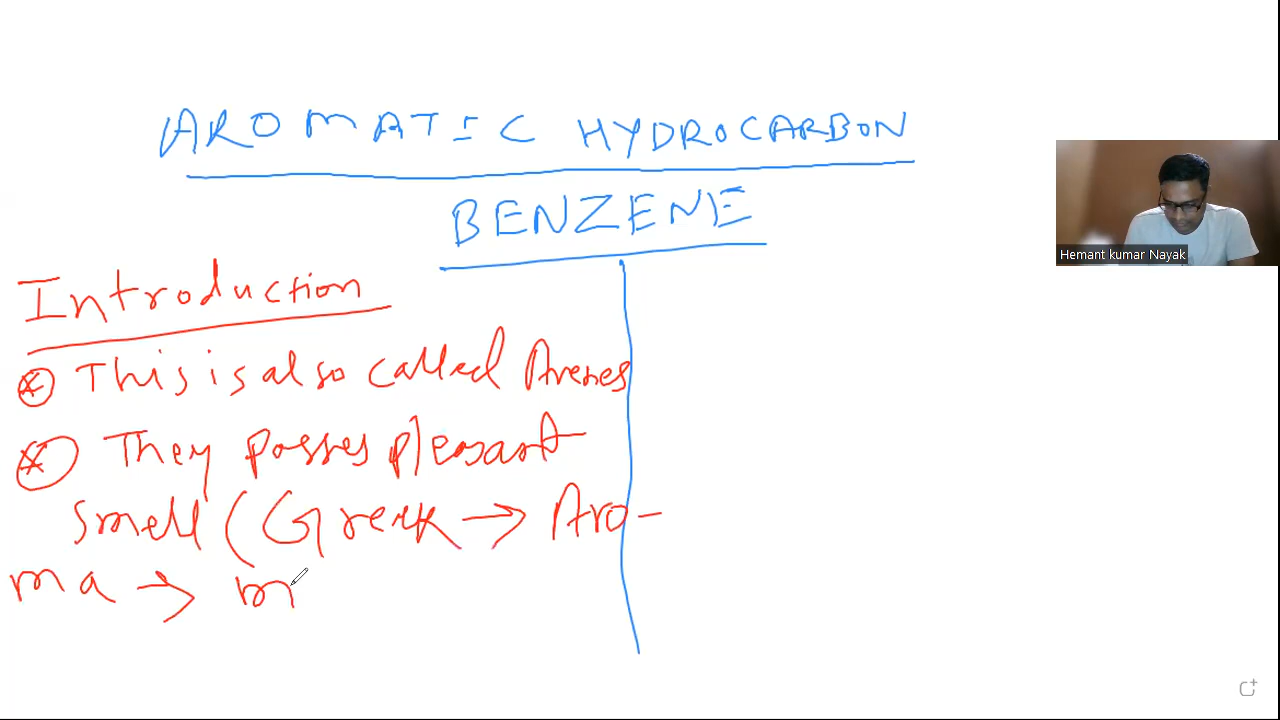 AROMATIC HYDROCARBON
BENZENE
Introduction
This is also called Arenes
They posses pleasant
smell (Greek → Aro-
ma → m
Hemant kumar Nayak